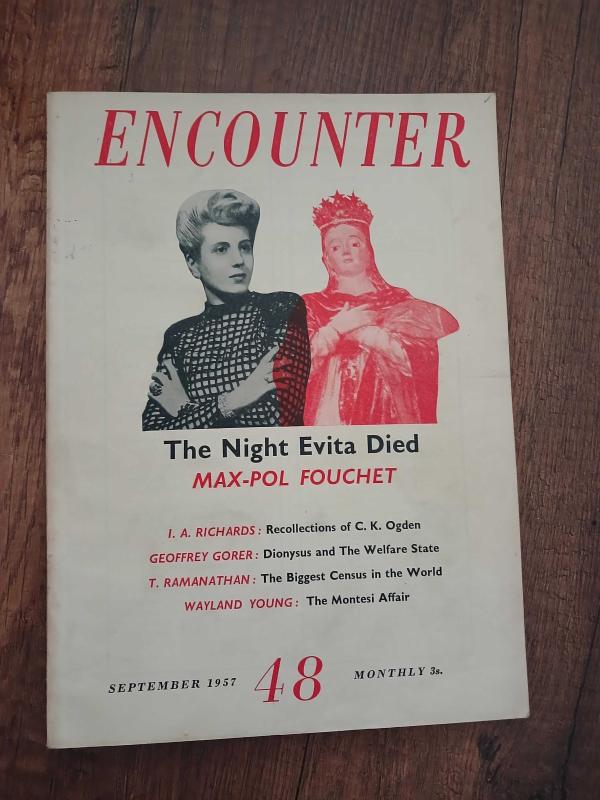 ENCOUNTER
The Night Evita Died
MAX-POL FOUCHET
I. A. RICHARDS: Recollections of C. K. Ogden
GEOFFREY GORER: Dionysus and The Welfare State
T. RAMANATHAN: The Biggest Census in the World
WAYLAND YOUNG: The Montesi Affair
SEPTEMBER 1957 48 MONTHLY 3s.